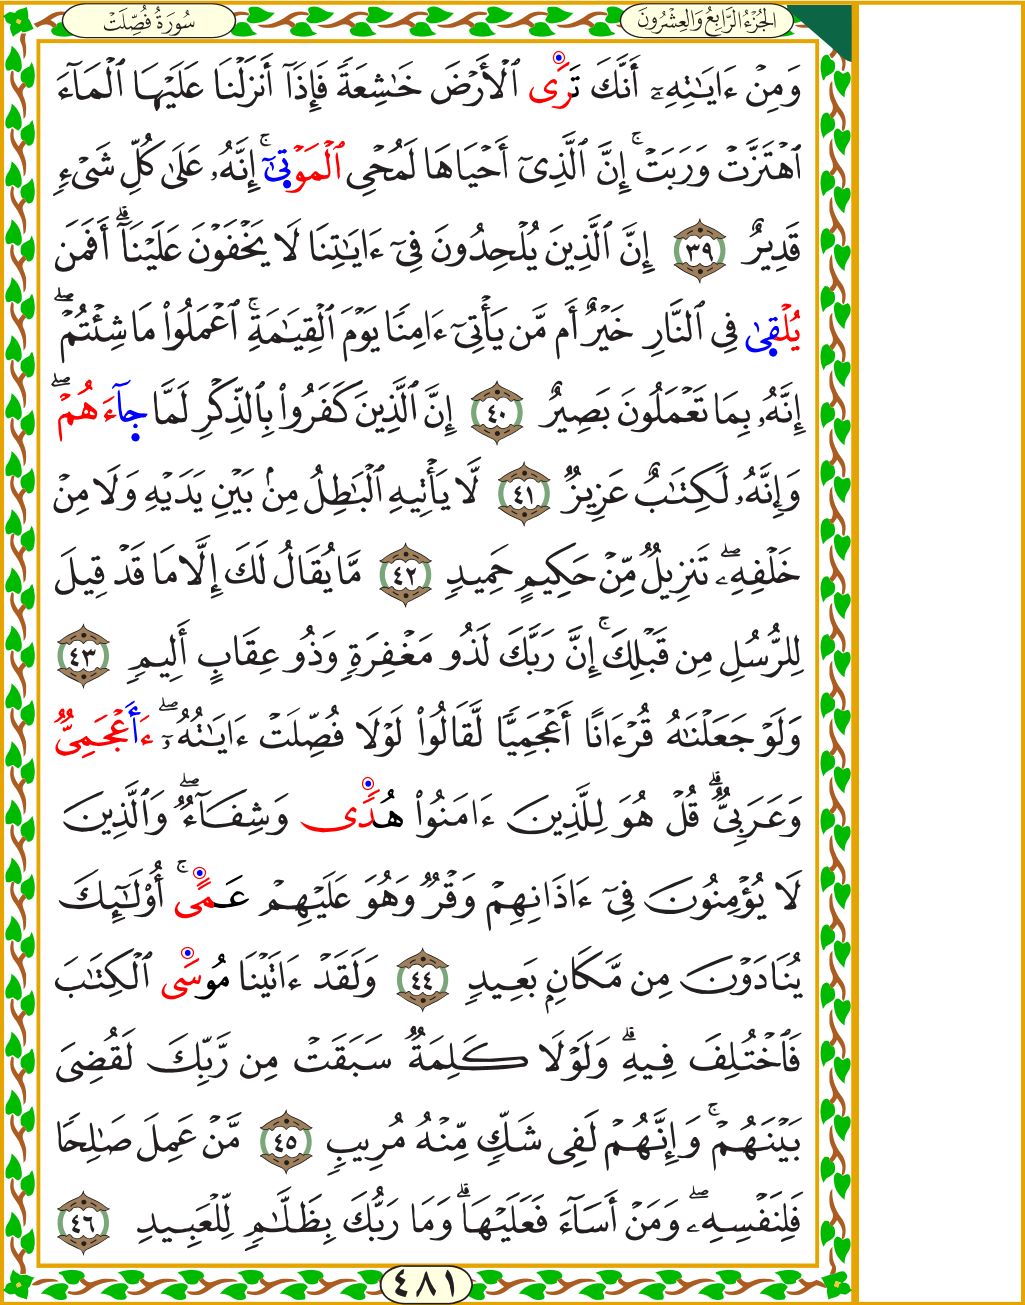 سُورَةُ فُصِّلَتْ
الجُزْءُ الرَّابِعُ وَالعِشْرُونَ
وَمِنْ ءَايَٰتِهِۦٓ أَنَّكَ تَرَى ٱلْأَرْضَ خَٰشِعَةً فَإِذَآ أَنزَلْنَا عَلَيْهَا ٱلْمَآءَ
ٱهْتَزَّتْ وَرَبَتْ ۚ إِنَّ ٱلَّذِىٓ أَحْيَاهَا لَمُحْىِ ٱلْمَوْتَىٰٓ ۚ إِنَّهُۥ عَلَىٰ كُلِّ شَىْءٍ
قَدِيرٌ ٣٩ إِنَّ ٱلَّذِينَ يُلْحِدُونَ فِىٓ ءَايَٰتِنَا لَا يَخْفَوْنَ عَلَيْنَآ ۗ أَفَمَن
يُلْقَىٰ فِى ٱلنَّارِ خَيْرٌ أَم مَّن يَأْتِىٓ ءَامِنًا يَوْمَ ٱلْقِيَٰمَةِ ۚ ٱعْمَلُوا۟ مَا شِئْتُمْ ۖ
إِنَّهُۥ بِمَا تَعْمَلُونَ بَصِيرٌ ٤٠ إِنَّ ٱلَّذِينَ كَفَرُوا۟ بِٱلذِّكْرِ لَمَّا جَآءَهُمْ ۖ
وَإِنَّهُۥ لَكِتَٰبٌ عَزِيزٌ ٤١ لَّا يَأْتِيهِ ٱلْبَٰطِلُ مِنۢ بَيْنِ يَدَيْهِ وَلَا مِنْ
خَلْفِهِۦ ۖ تَنزِيلٌ مِّنْ حَكِيمٍ حَمِيدٍ ٤٢ مَّا يُقَالُ لَكَ إِلَّا مَا قَدْ قِيلَ
لِلرُّسُلِ مِن قَبْلِكَ ۚ إِنَّ رَبَّكَ لَذُو مَغْفِرَةٍ وَذُو عِقَابٍ أَلِيمٍ ٤٣
وَلَوْ جَعَلْنَٰهُ قُرْءَانًا أَعْجَمِيًّا لَّقَالُوا۟ لَوْلَا فُصِّلَتْ ءَايَٰتُهُۥٓ ۖ ءَأَعْجَمِىٌّ
وَعَرَبِىٌّ ۗ قُلْ هُوَ لِلَّذِينَ ءَامَنُوا۟ هُدًى وَشِفَآءٌ ۖ وَٱلَّذِينَ
لَا يُؤْمِنُونَ فِىٓ ءَاذَانِهِمْ وَقْرٌ وَهُوَ عَلَيْهِمْ عَمًى ۚ أُو۟لَٰٓئِكَ
يُنَادَوْنَ مِن مَّكَانٍۭ بَعِيدٍ ٤٤ وَلَقَدْ ءَاتَيْنَا مُوسَى ٱلْكِتَٰبَ
فَٱخْتُلِفَ فِيهِ ۗ وَلَوْلَا كَلِمَةٌ سَبَقَتْ مِن رَّبِّكَ لَقُضِىَ
بَيْنَهُمْ ۚ وَإِنَّهُمْ لَفِى شَكٍّ مِّنْهُ مُرِيبٍ ٤٥ مَّنْ عَمِلَ صَٰلِحًا
فَلِنَفْسِهِۦ ۖ وَمَنْ أَسَآءَ فَعَلَيْهَا ۗ وَمَا رَبُّكَ بِظَلَّٰمٍ لِّلْعَبِيدِ ٤٦
٤٨١